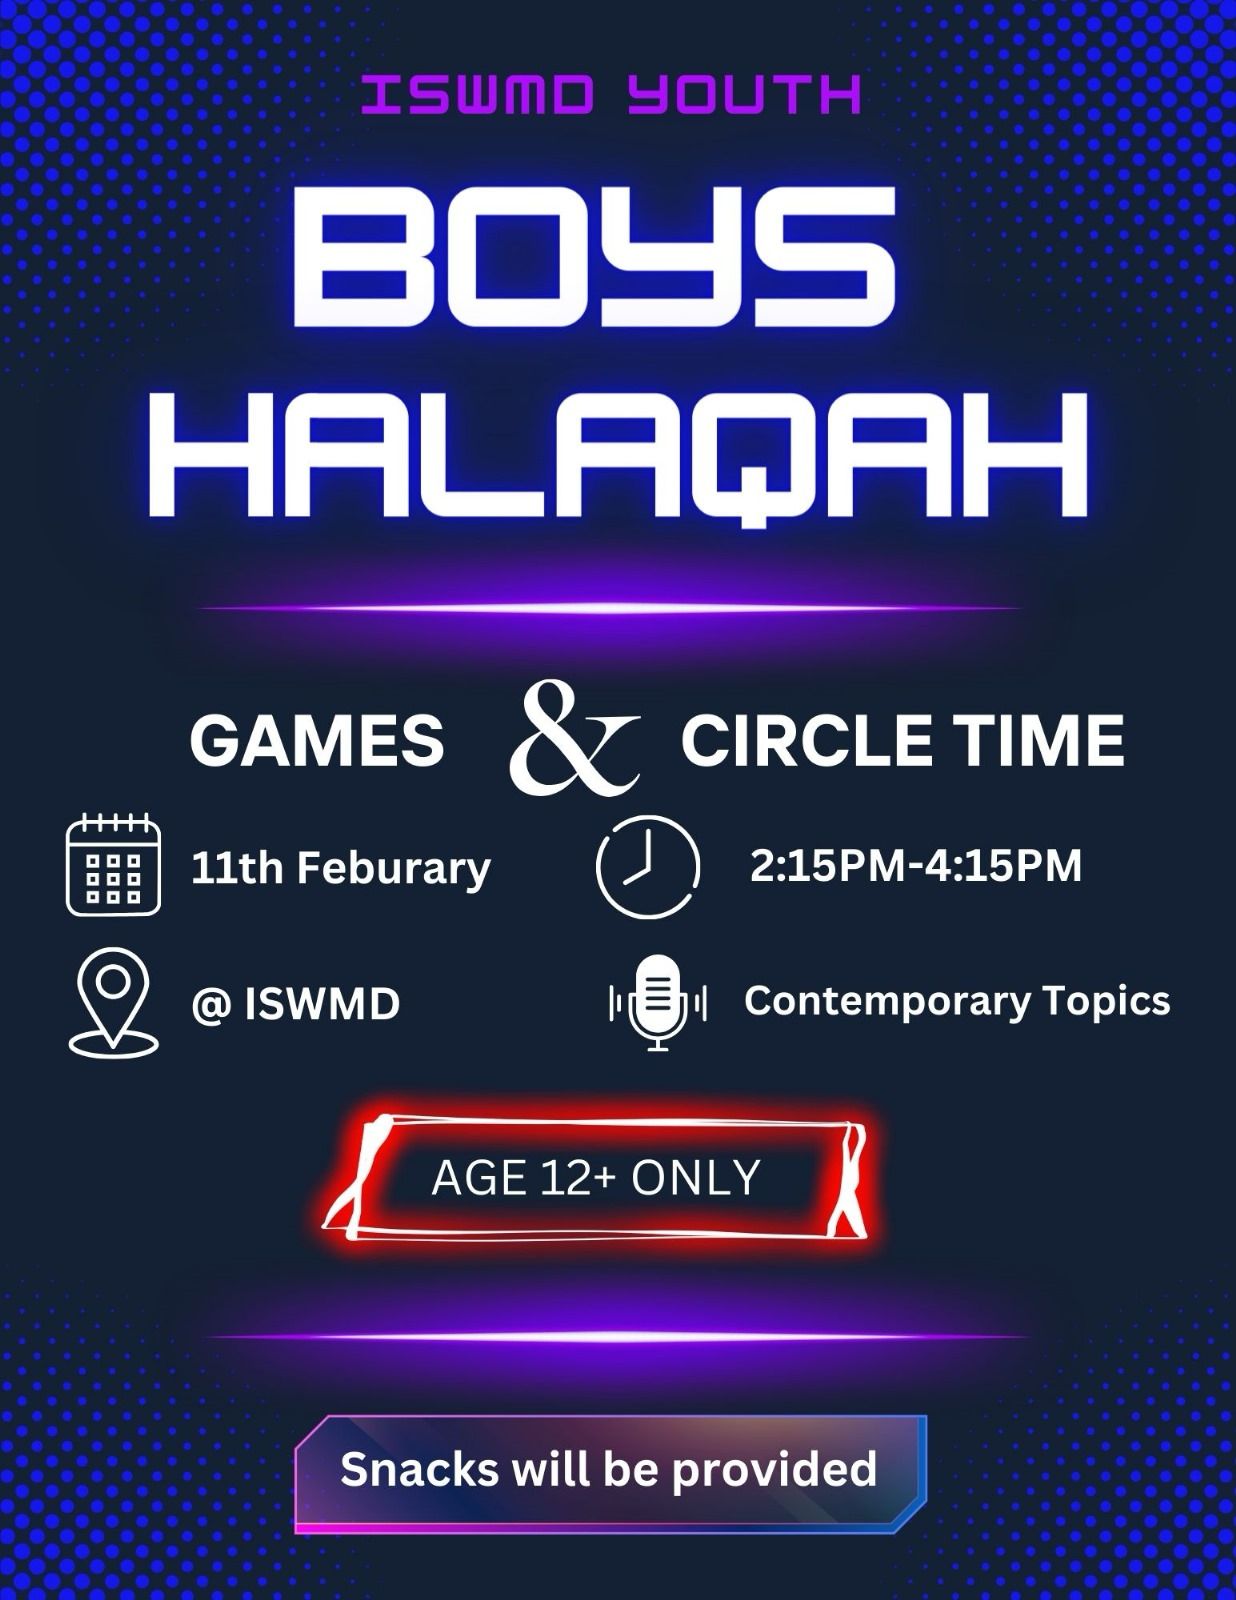 ISWMD YOUTH
BOYS
HALAQAH
GAMES & CIRCLE TIME
11th Feburary
2:15PM-4:15PM
@ ISWMD
Contemporary Topics
AGE 12+ ONLY
Snacks will be provided